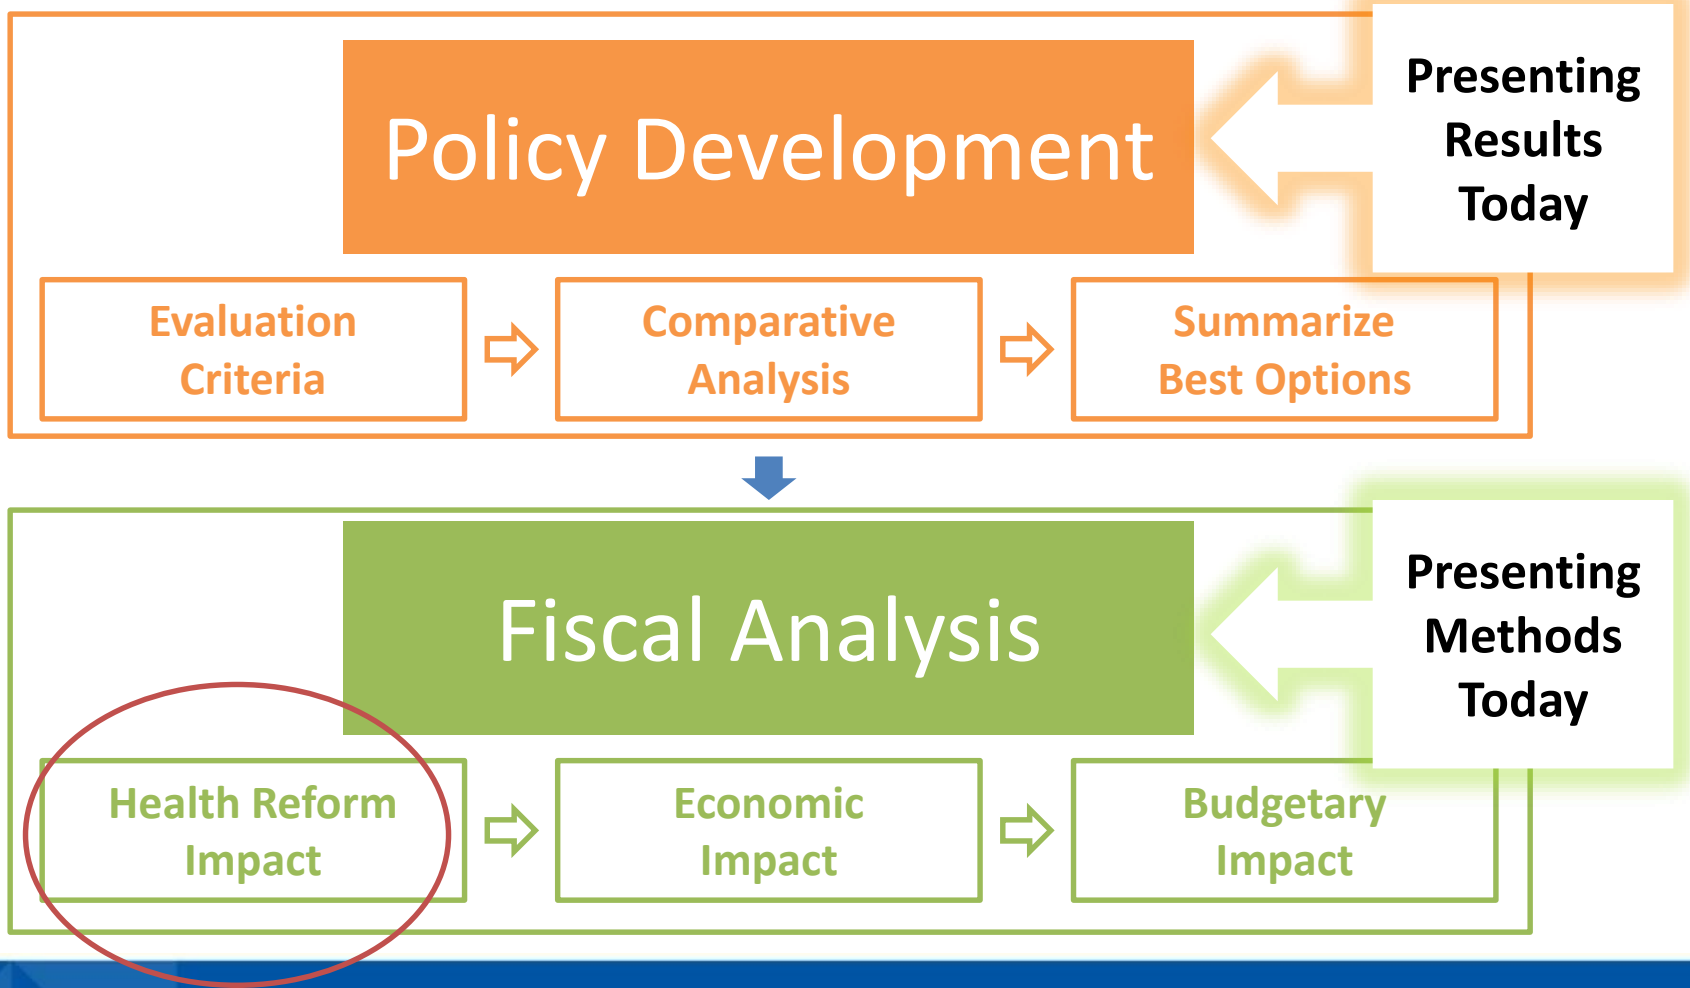 Policy Development
Presenting
Results
Today
Evaluation
Criteria
Comparative
Analysis
Summarize
Best Options
Fiscal Analysis
Presenting
Methods
Today
Health Reform
Impact
Economic
Impact
Budgetary
Impact